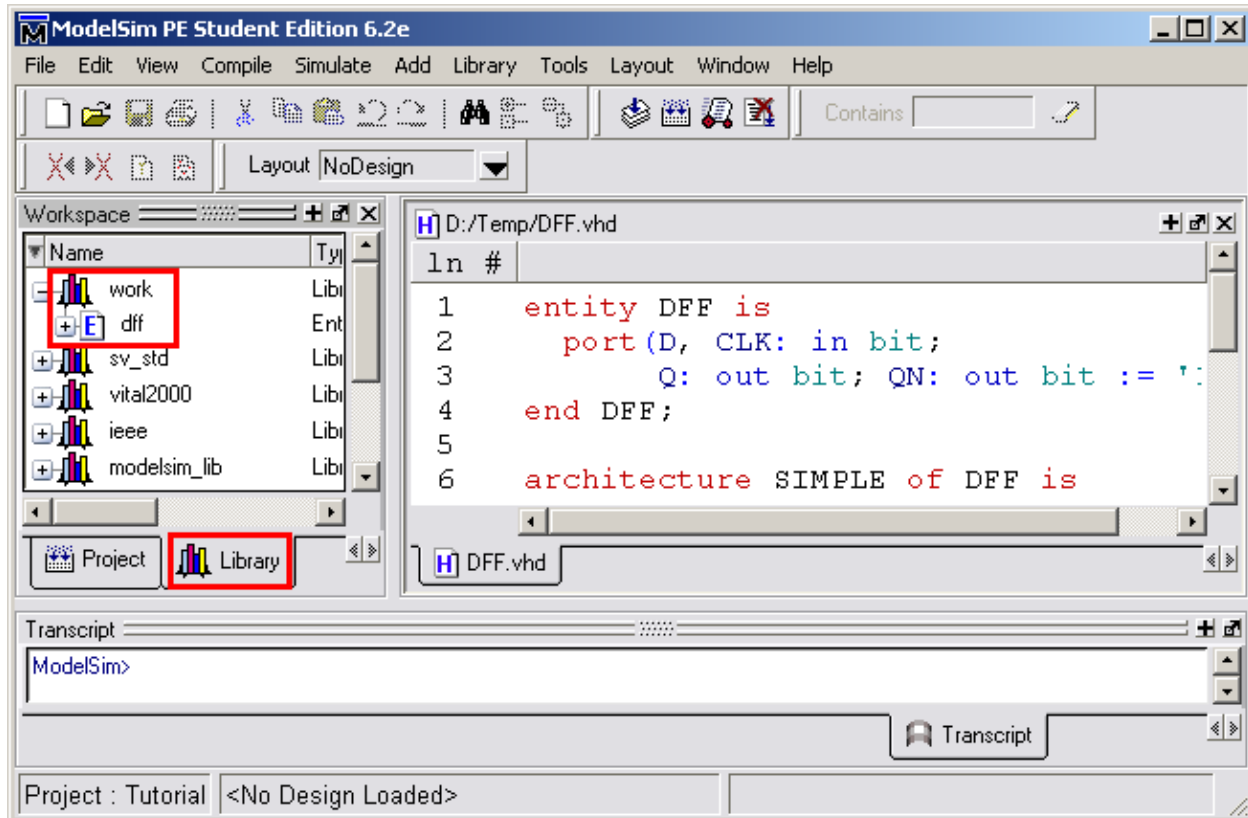 ModelSim PE Student Edition 6.2e
File Edit View Compile Simulate Add Library Tools Layout Window Help
Contains
Layout NoDesign
Workspace
Name
work
Ent
dff
sv_std
vital2000
ieee
modelsim_lib
Project Library
D:/Temp/DFF.vhd
ln #
1 entity DFF is
2 port(D, CLK: in bit;
3 Q: out bit; QN: out bit := '
4 end DFF;
5
6 architecture SIMPLE of DFF is
DFF.vhd
Transcript
ModelSim>
Transcript
Project : Tutorial <No Design Loaded>